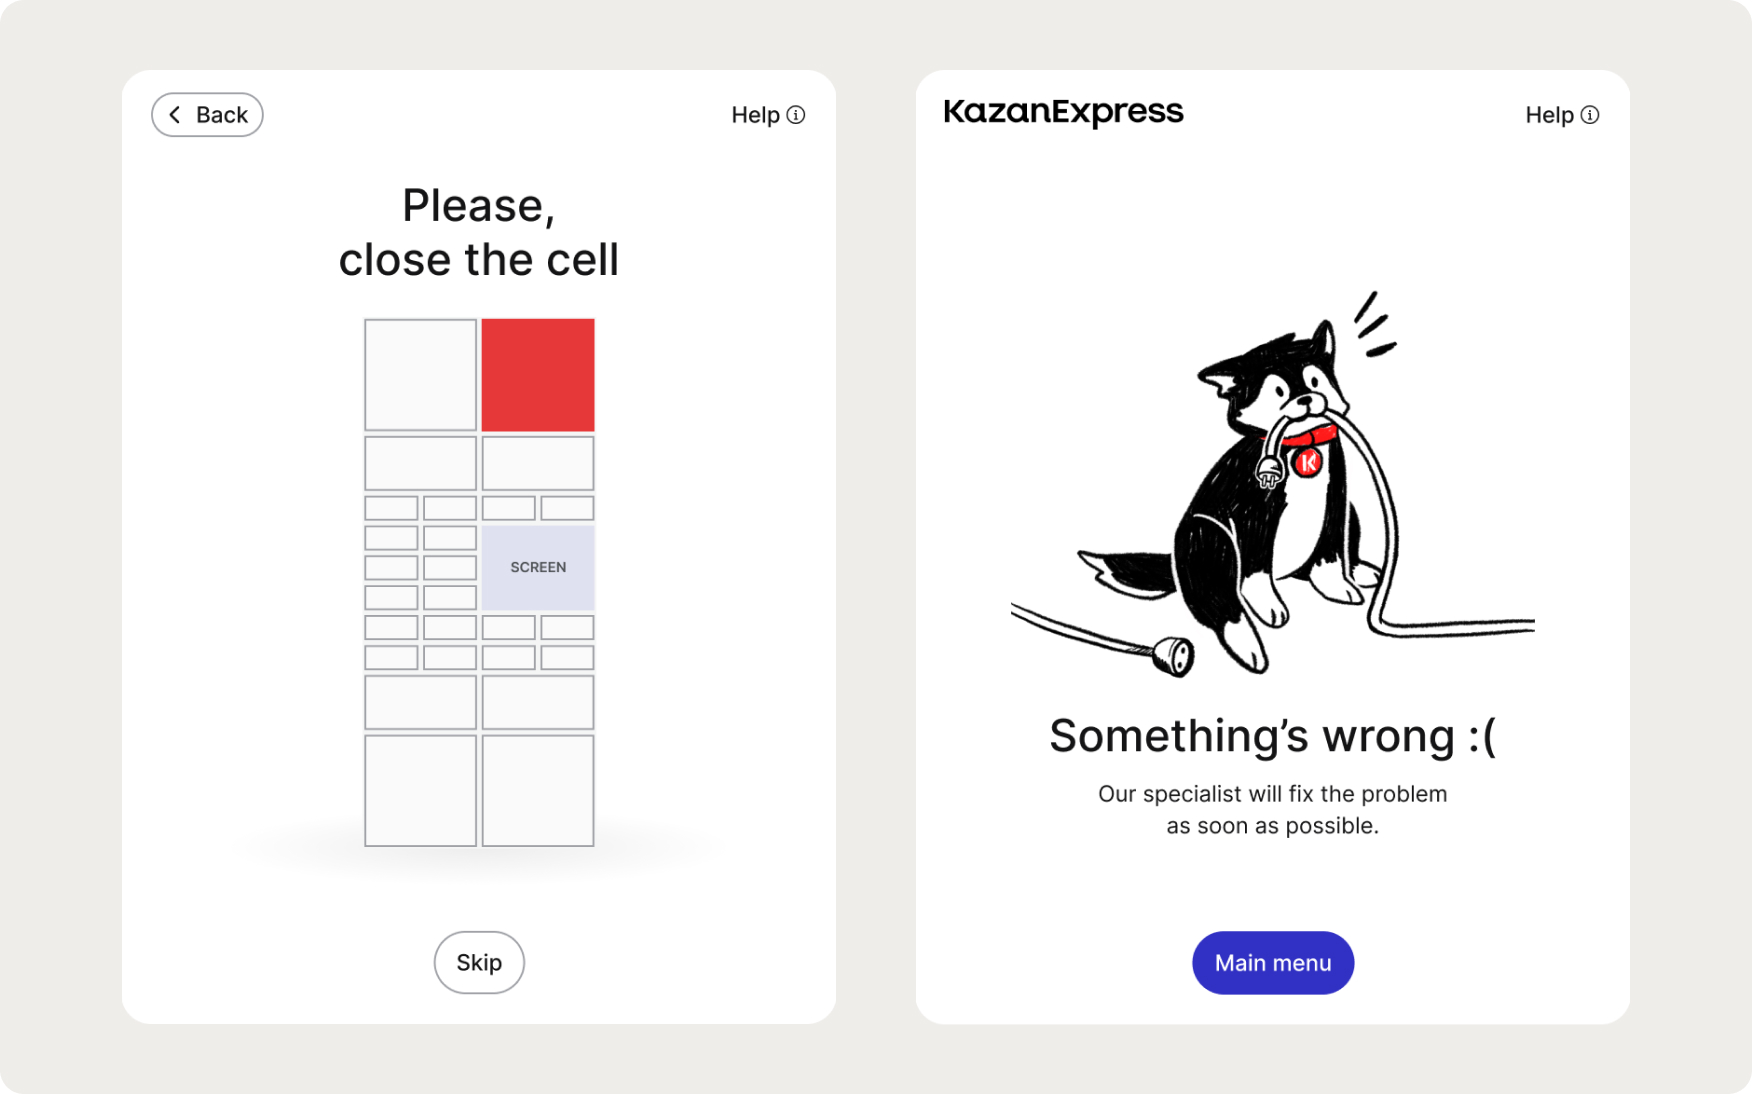 Back
Help
Please,
close the cell
SCREEN
Skip
KazanExpress
Help
K
Something’s wrong :(
Our specialist will fix the problem
as soon as possible.
Main menu